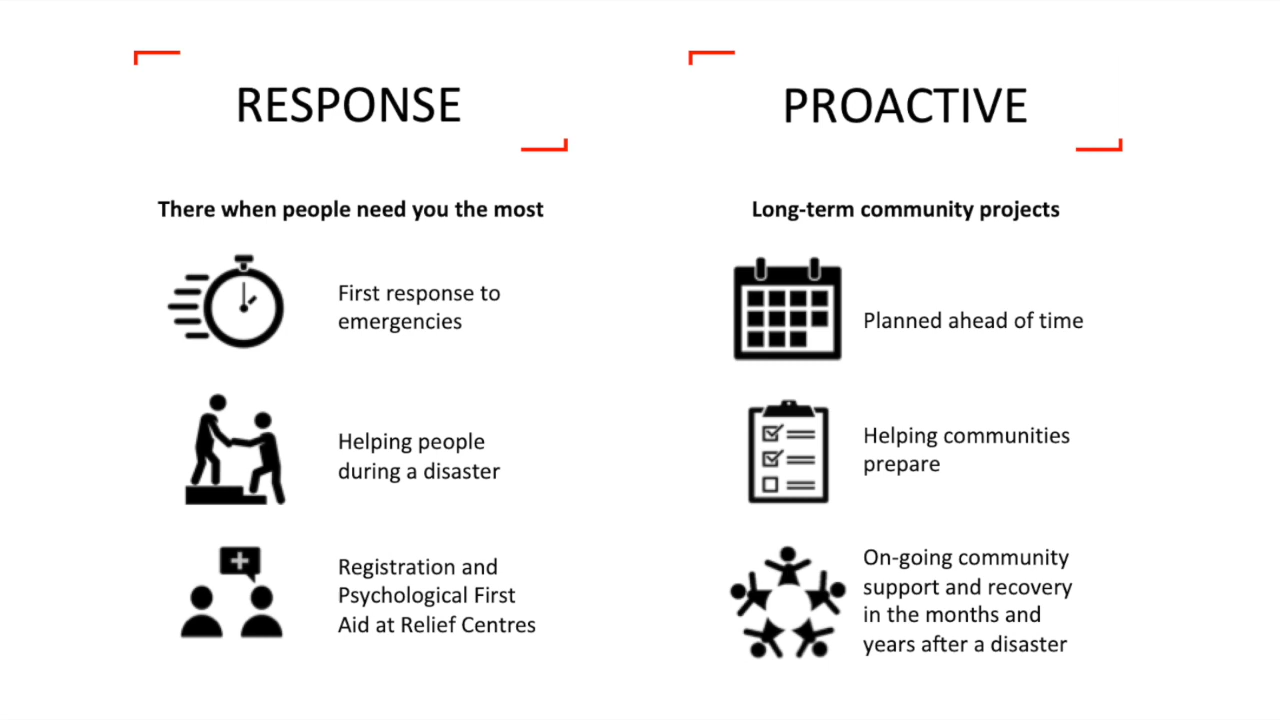 RESPONSE
There when people need you the most
First response to
emergencies
Helping people
during a disaster
Registration and
Psychological First
Aid at Relief Centres
PROACTIVE
Long-term community projects
Planned ahead of time
Helping communities
prepare
On-going community
support and recovery
in the months and
years after a disaster